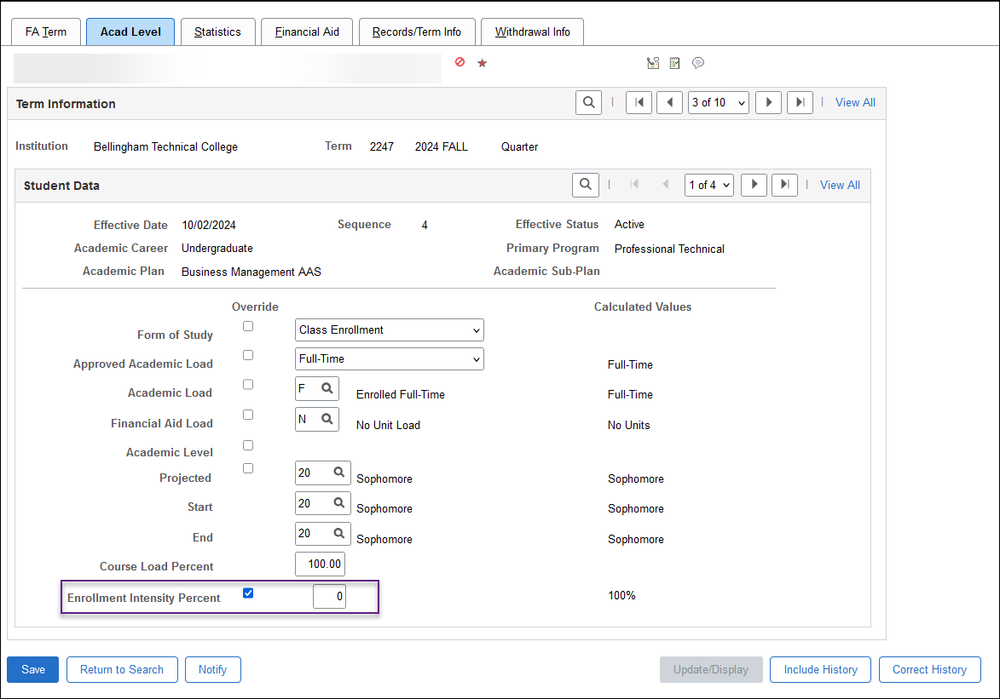 FA Term Acad Level Statistics Financial Aid Records/Term Info Withdrawal Info
Term Information 3 of 10 View All
Institution Bellingham Technical College Term 2247 2024 FALL Quarter
Student Data 1 of 4 View All
Effective Date 10/02/2024 Sequence 4 Effective Status Active
Academic Career Undergraduate Primary Program Professional Technical
Academic Plan Business Management AAS Academic Sub-Plan
Override Calculated Values
Form of Study Class Enrollment
Approved Academic Load Full-Time Full-Time
Academic Load F Enrolled Full-Time Full-Time
Financial Aid Load N No Unit Load No Units
Academic Level
Projected 20 Sophomore Sophomore
Start 20 Sophomore Sophomore
End 20 Sophomore Sophomore
Course Load Percent 100.00
Enrollment Intensity Percent 0 100%
Save Return to Search Notify Update/Display Include History Correct History